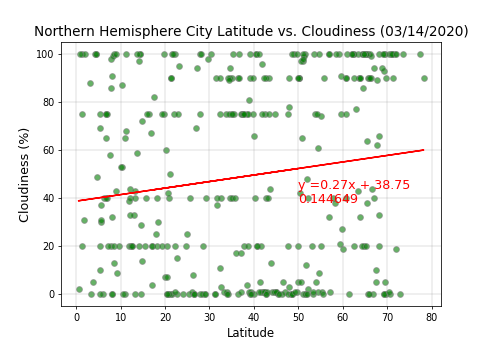 Northern Hemisphere City Latitude vs. Cloudiness (03/14/2020)
100
80
60
40
20
0
Cloudiness (%)
y =0.27x + 38.75
0.144649
0 10 20 30 40 50 60 70 80
Latitude